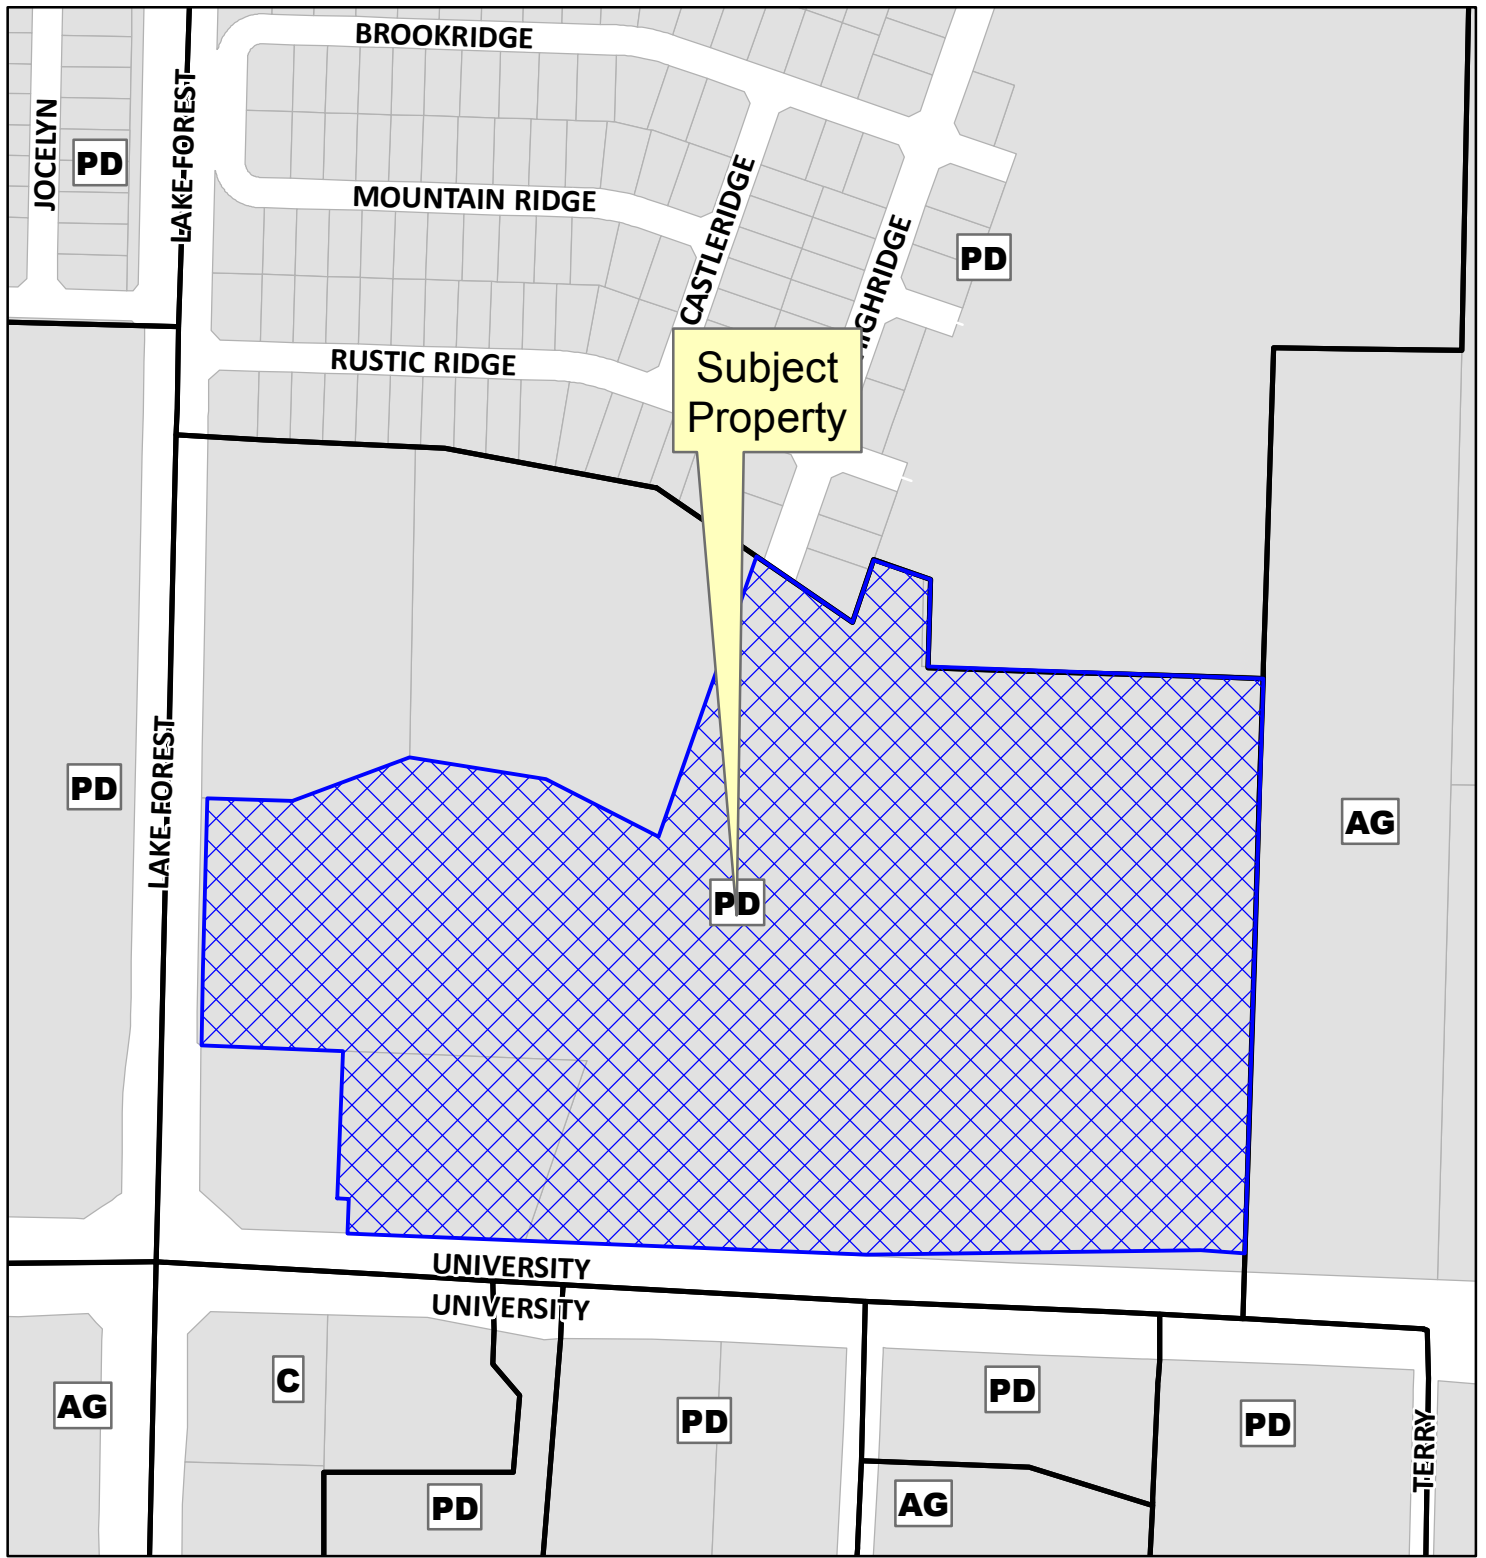 BROOKRIDGE
LAKE FOREST
JOCELYN
PD
MOUNTAIN RIDGE
CASTLERIDGE
HIGHRIDGE
PD
RUSTIC RIDGE
Subject
Property
LAKE FOREST
PD
AG
PD
UNIVERSITY
UNIVERSITY
C
AG
PD
PD
PD
TERRY
PD
AG